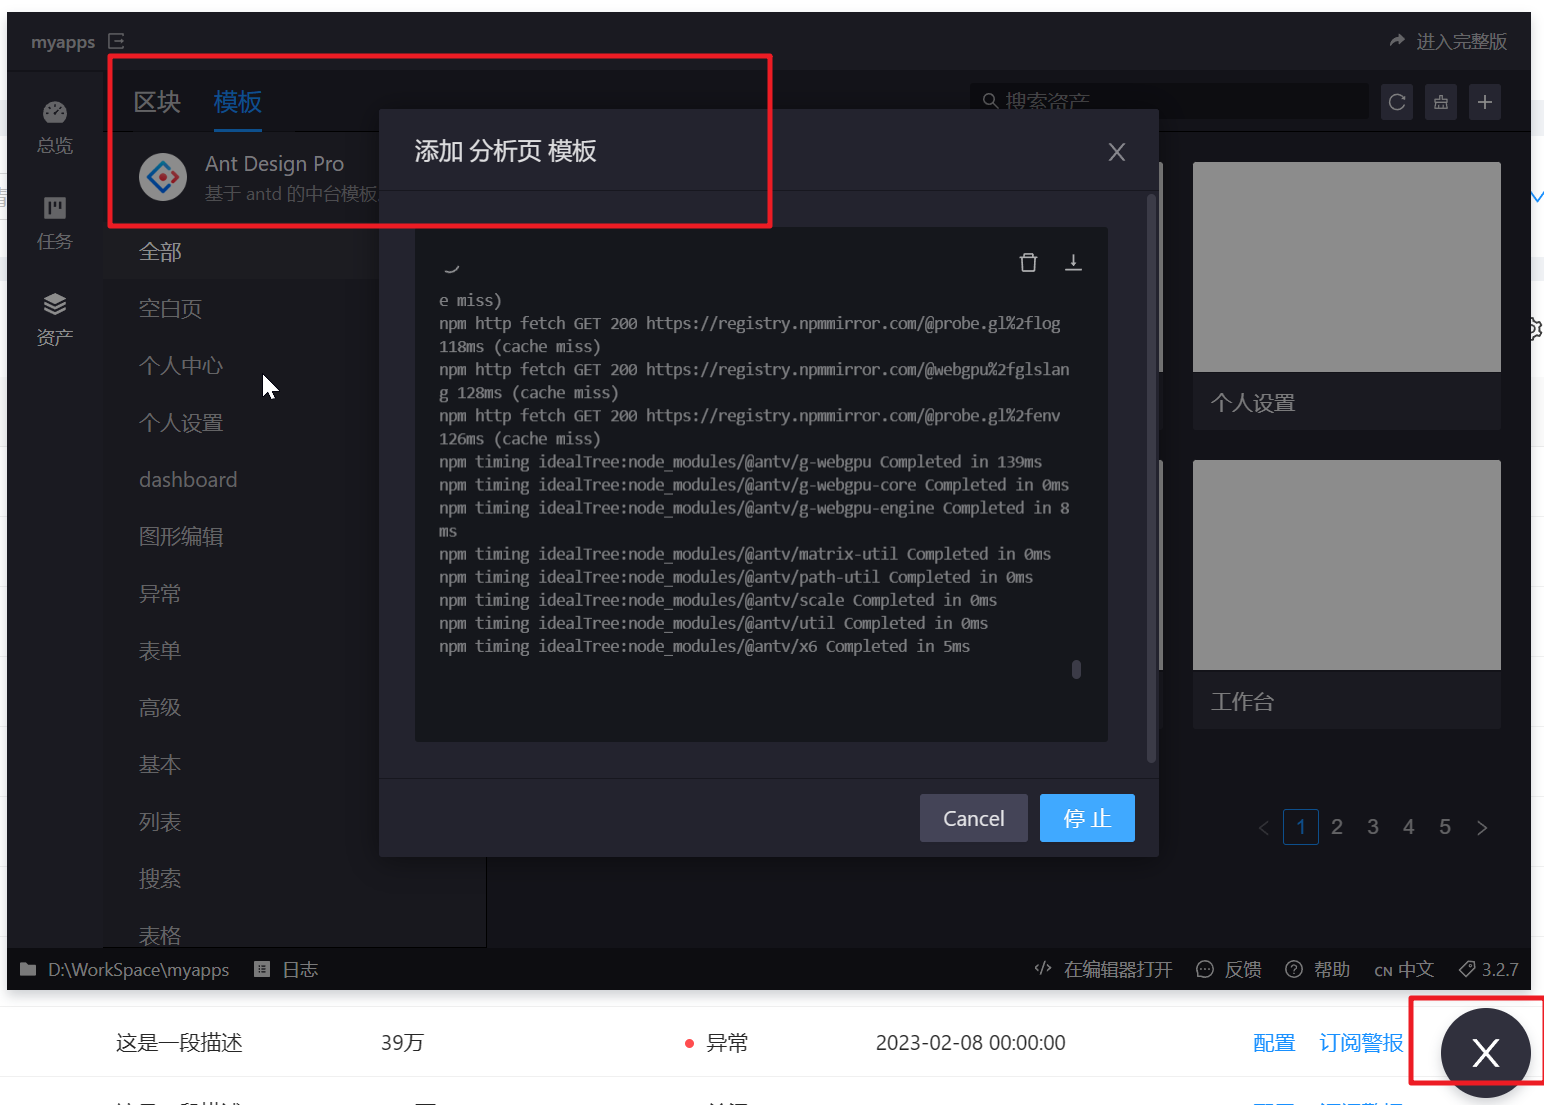 myapps
进入完整版
区块
模板
搜索资产
总览
任务
资产
Ant Design Pro
基于 antd 的中台模板
全部
空白页
个人中心
个人设置
dashboard
图形编辑
异常
表单
高级
基本
列表
搜索
表格
添加 分析页 模板
e miss)
npm http fetch GET 200 https://registry.npmmirror.com/@probe.gl%2flog
118ms (cache miss)
npm http fetch GET 200 https://registry.npmmirror.com/@webgpu%2fglslan
g 128ms (cache miss)
npm http fetch GET 200 https://registry.npmmirror.com/@probe.gl%2fenv
126ms (cache miss)
npm timing idealTree:node_modules/@antv/g-webgpu Completed in 139ms
npm timing idealTree:node_modules/@antv/g-webgpu-core Completed in 0ms
npm timing idealTree:node_modules/@antv/g-webgpu-engine Completed in 8
ms
npm timing idealTree:node_modules/@antv/matrix-util Completed in 0ms
npm timing idealTree:node_modules/@antv/path-util Completed in 0ms
npm timing idealTree:node_modules/@antv/scale Completed in 0ms
npm timing idealTree:node_modules/@antv/util Completed in 0ms
npm timing idealTree:node_modules/@antv/x6 Completed in 5ms
Cancel
停 止
个人设置
工作台
1 2 3 4 5
D:\WorkSpace\myapps
日志
在编辑器打开
反馈
帮助
CN 中文
3.2.7
这是一段描述
39万
异常
2023-02-08 00:00:00
配置
订阅警报